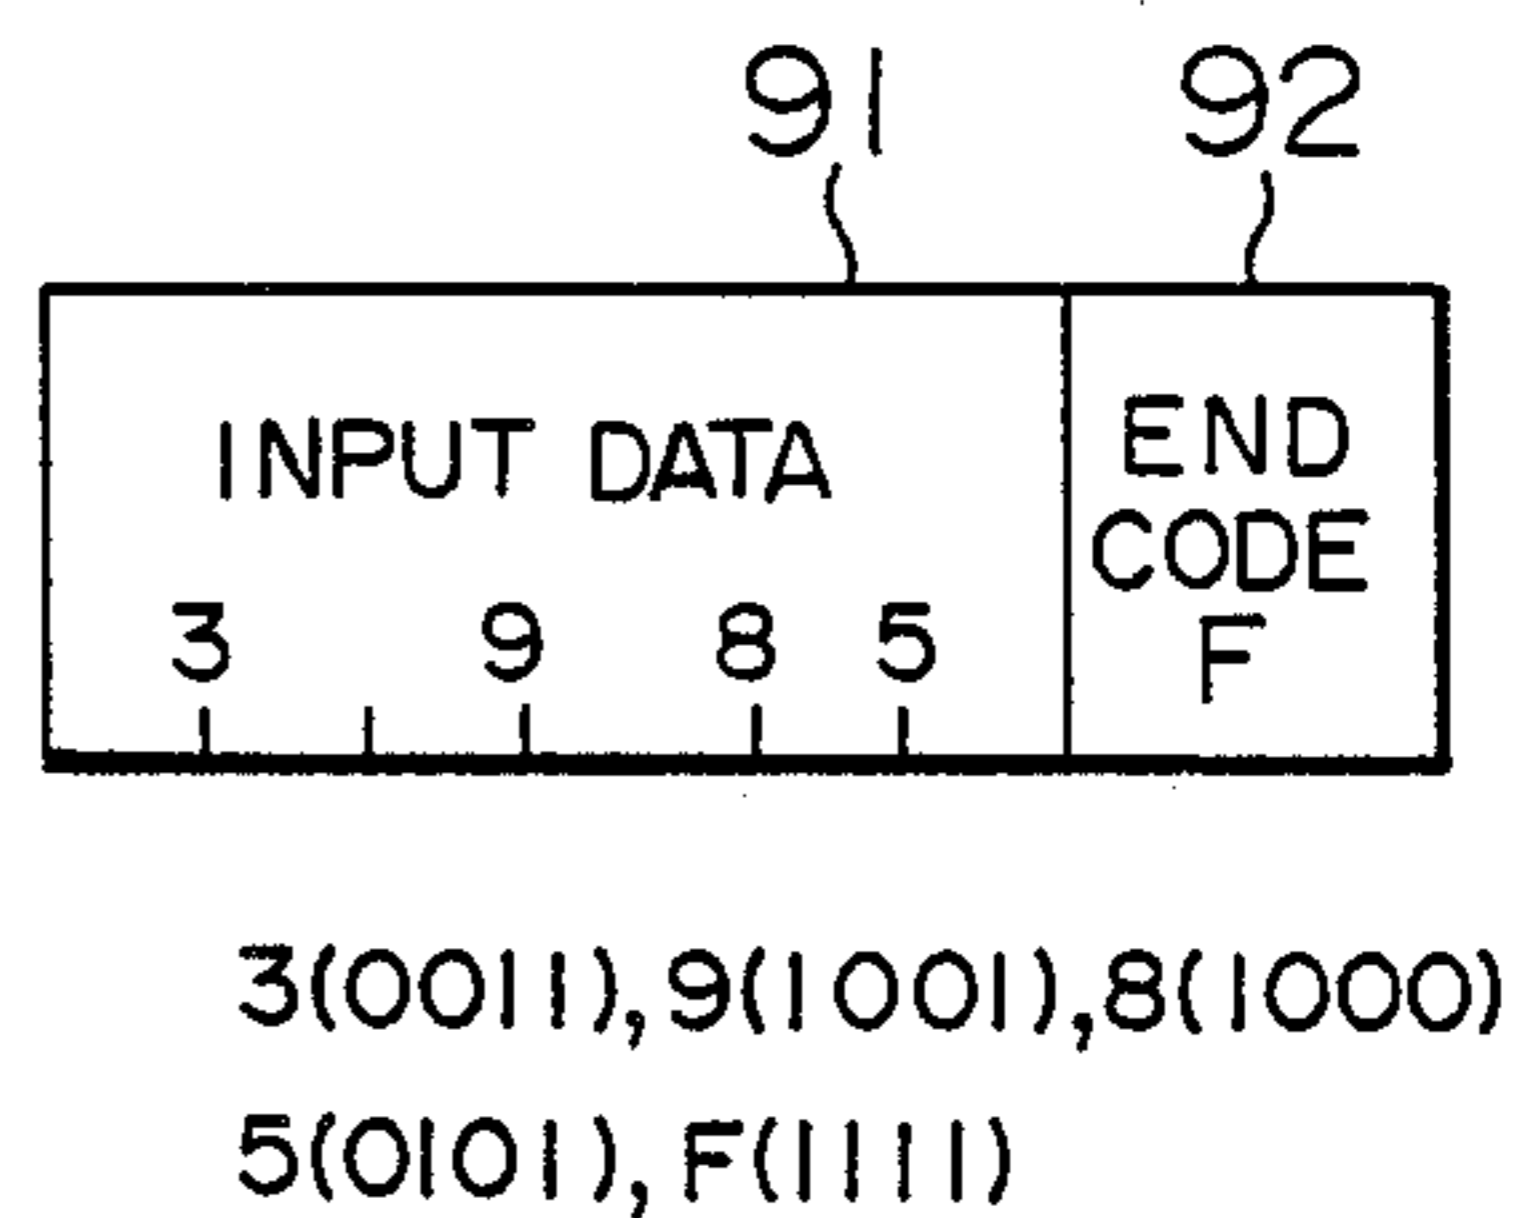 91 92
INPUT DATA
END
CODE
F
3 9 8 5
3(0011),9(1001),8(1000)
5(0101),F(1111)